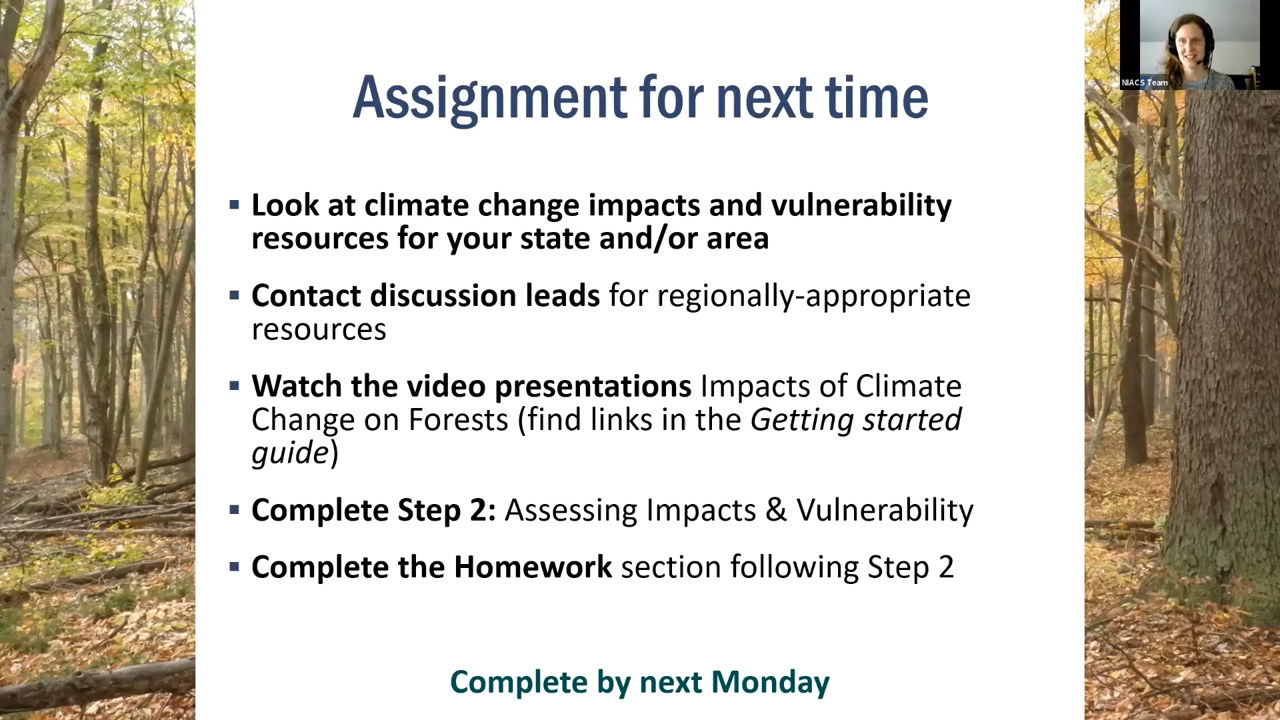 NIACS Team
Assignment for next time
▪ Look at climate change impacts and vulnerability
resources for your state and/or area
▪ Contact discussion leads for regionally-appropriate
resources
▪ Watch the video presentations Impacts of Climate
Change on Forests (find links in the Getting started
guide)
▪ Complete Step 2: Assessing Impacts & Vulnerability
▪ Complete the Homework section following Step 2
Complete by next Monday